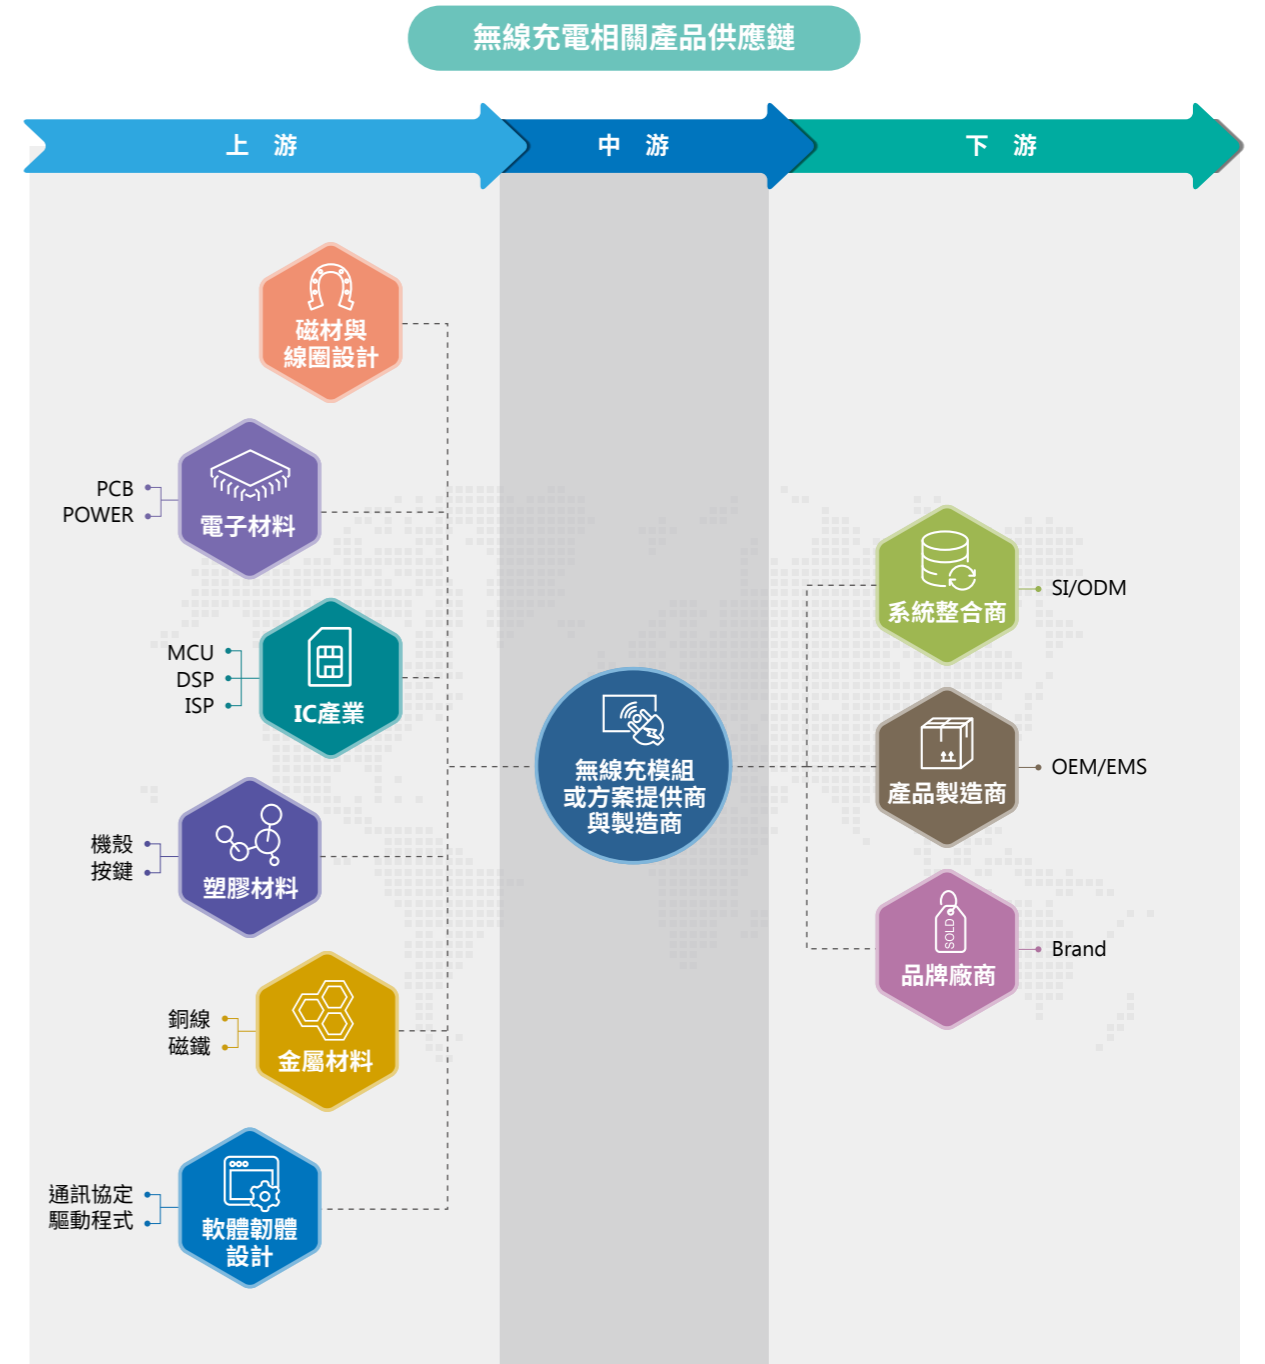 無線充電相關產品供應鏈
上游
中游
下游
磁材與
線圈設計
PCB
POWER
電子材料
MCU
DSP
ISP
IC產業
機殼
按鍵
塑膠材料
銅線
磁鐵
金屬材料
通訊協定
驅動程式
軟體韌體
設計
無線充模組
或方案提供商
與製造商
系統整合商
SI/ODM
產品製造商
OEM/EMS
SOLD
品牌廠商
Brand